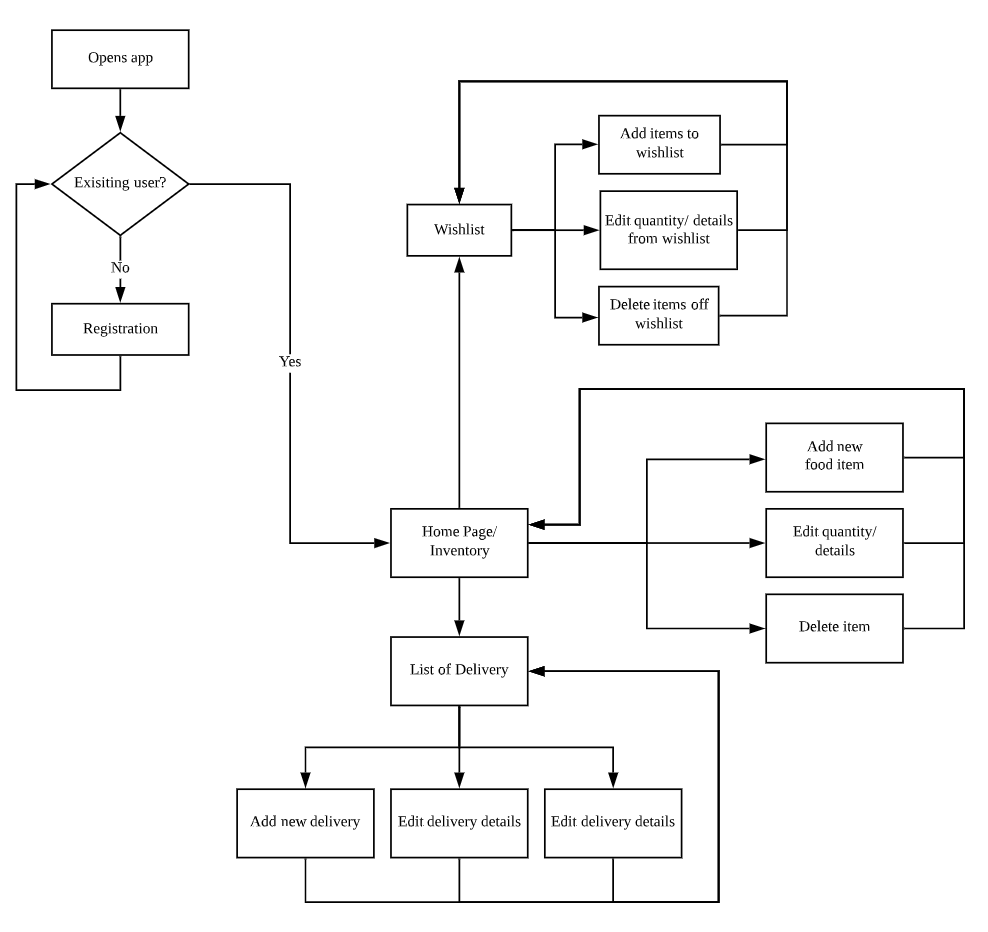 Opens app
Exisiting user?
No
Registration
Yes
Wishlist
Add items to
wishlist
Edit quantity/ details
from wishlist
Delete items off
wishlist
Home Page/
Inventory
Add new
food item
Edit quantity/
details
Delete item
List of Delivery
Add new delivery
Edit delivery details
Edit delivery details